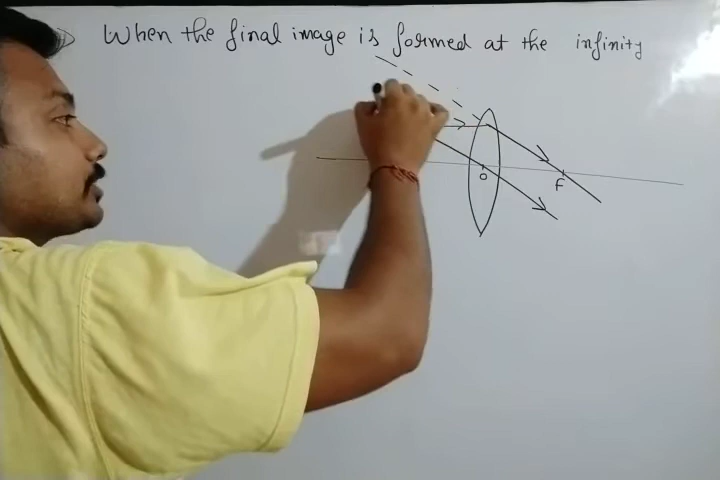 When the final image is formed at the infinity
O
F